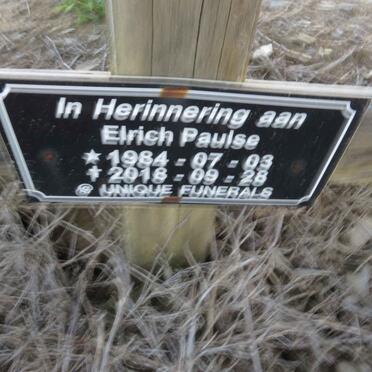 In Herinnering aan
Elrich Paulse
★ 1984 - 07 - 03
✝ 2018 - 09 - 28
@ UNIQUE FUNERALS